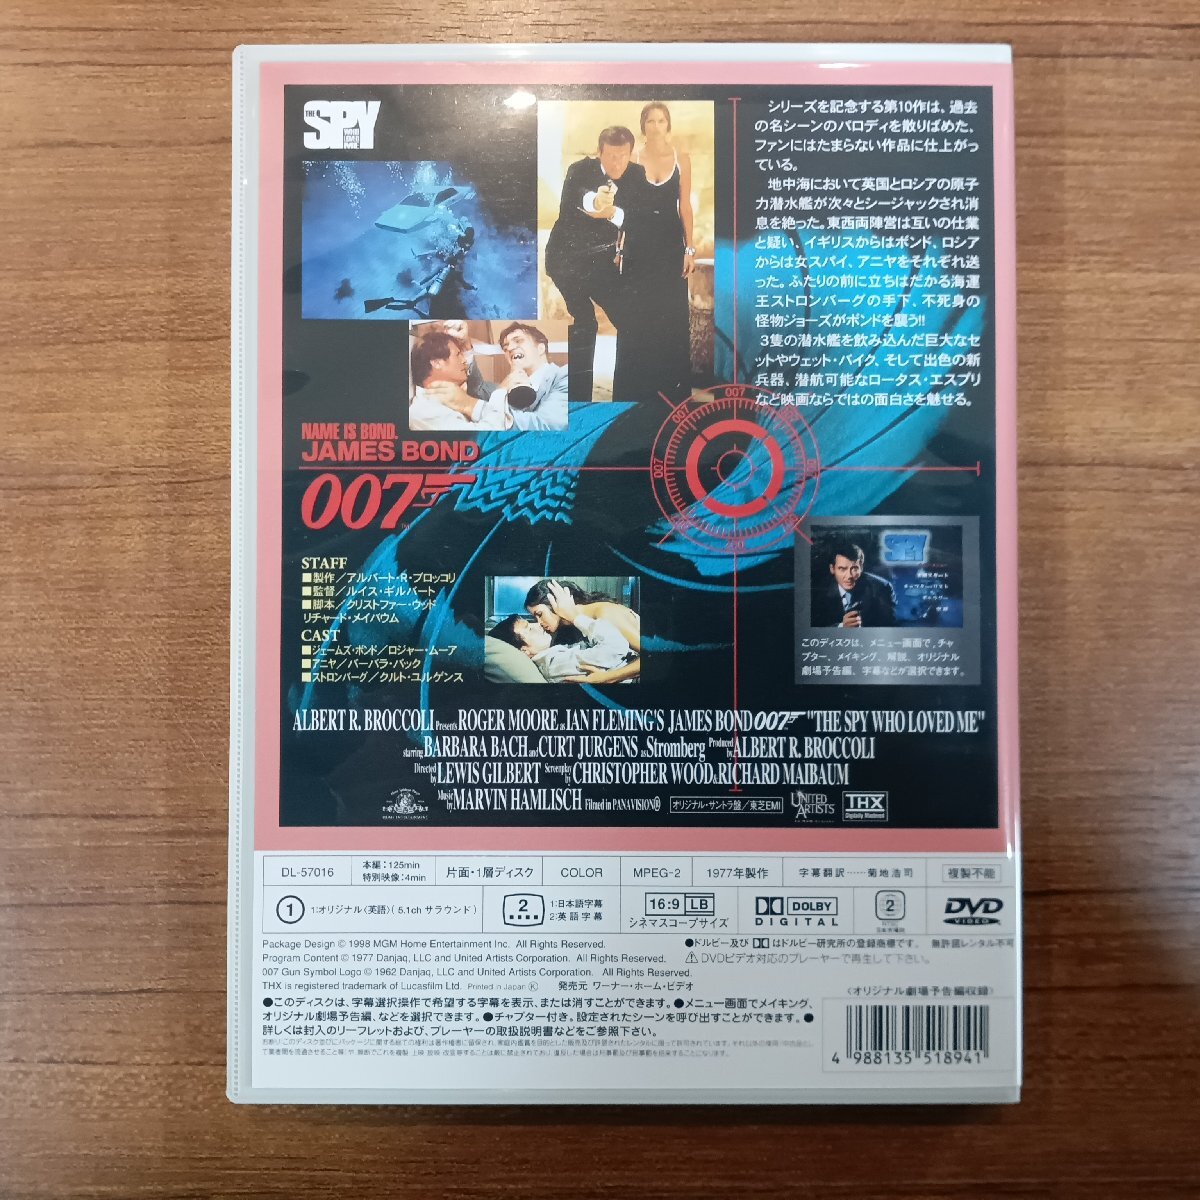 THE
SPY
WHO
LOVED
ME
シリーズを記念する第10作は、過去
の名シーンのパロディを散りばめた、
ファンにはたまらない作品に仕上がっ
ている。
地中海において英国とロシアの原子
力潜水艦が次々とシージャックされ消
息を絶った。東西両陣営は互いの仕業
と疑い、イギリスからはボンド、ロシア
からは女スパイ、アニヤをそれぞれ送
った。ふたりの前に立ちはだかる海運
王ストロンバーグの手下、不死身の
怪物ジョーズがボンドを襲う!!
3隻の潜水艦を飲み込んだ巨大なセ
ットやウェット・バイク、そして出色の新
兵器、潜航可能なロータス・エスプリ
など映画ならではの面白さを魅せる。
NAME IS BOND.
JAMES BOND
007
007
007
007
007
STAFF
■製作/アルバート・R・ブロッコリ
■監督/ルイス・ギルバート
■脚本/クリストファー・ウッド
リチャード・メイバウム
CAST
■ジェームズ・ボンド/ロジャー・ムーア
■アニヤ/バーバラ・バック
■ストロンバーグ/クルト・ユルゲンス
SPY
このディスクは、メニュー画面で、チャ
プター、メイキング、解説、オリジナル
劇場予告編、字幕などが選択できます。
ALBERT R. BROCCOLI Presents ROGER MOORE as IAN FLEMING'S JAMES BOND 007 "THE SPY WHO LOVED ME"
starring BARBARA BACH and CURT JURGENS as Stromberg Produced by ALBERT R. BROCCOLI
Directed by LEWIS GILBERT Screenplay by CHRISTOPHER WOOD & RICHARD MAIBAUM
Music by MARVIN HAMLISCH Filmed in PANAVISION® オリジナル・サントラ盤/東芝EMI UNITED ARTISTS THX Digitally Mastered
DL-57016 本編:125min 特別映像:4min 片面・1層ディスク COLOR MPEG-2 1977年製作 字幕翻訳……菊地浩司 複製不能
1 1:オリジナル〈英語〉( 5.1ch サラウンド) 2 1:日本語字幕 2:英語字幕 16:9 LB シネマスコープサイズ DOLBY DIGITAL 2 DVD VIDEO
Package Design © 1998 MGM Home Entertainment Inc. All Rights Reserved.
●ドルビー及び はドルビー研究所の登録商標です。 無許諾レンタル不可
Program Content © 1977 Danjaq, LLC and United Artists Corporation. All Rights Reserved.
⚠DVDビデオ対応のプレーヤーで再生して下さい。
007 Gun Symbol Logo © 1962 Danjaq, LLC and United Artists Corporation. All Rights Reserved.
THX is registered trademark of Lucasfilm Ltd. Printed in Japan Ⓚ 発売元 ワーナー・ホーム・ビデオ
〈オリジナル劇場予告編収録〉
●このディスクは、字幕選択操作で希望する字幕を表示、または消すことができます。●メニュー画面でメイキング、
オリジナル劇場予告編、などを選択できます。●チャプター付き。設定されたシーンを呼び出すことができます。●
詳しくは封入のリーフレットおよび、プレーヤーの取扱説明書などをご参照下さい。
4 988135 518941